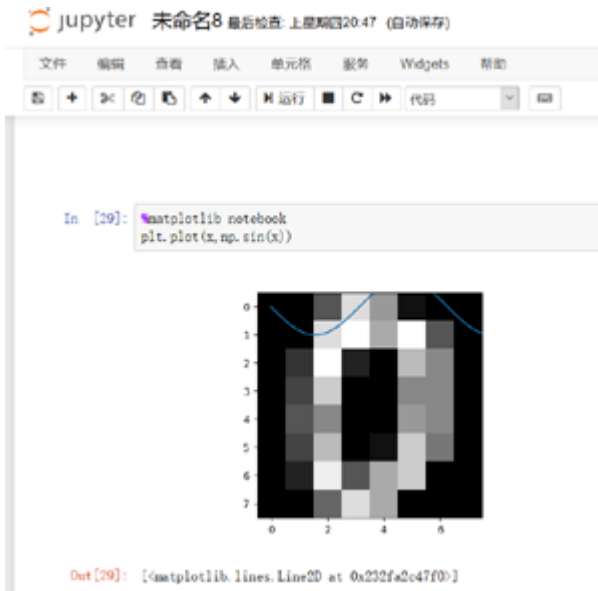 jupyter 未命名8 最后检查: 上星期四20:47 (自动保存)
文件 编辑 查看 插入 单元格 服务 Widgets 帮助
运行 代码
In [29]: %matplotlib notebook
plt.plot(x,np.sin(x))
0
1
2
3
4
5
6
7
0 2 4 6
Out[29]: [<matplotlib.lines.Line2D at 0x232fa2c47f0>]